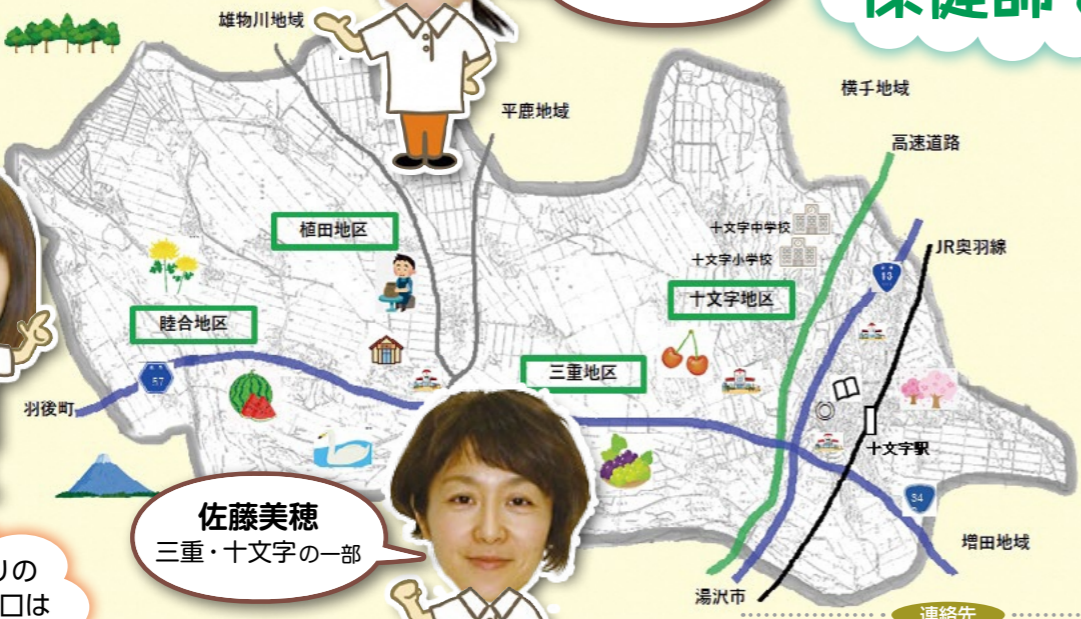 雄物川地域
保健師
平鹿地域
横手地域
高速道路
十文字中学校
十文字小学校
JR奥羽線
13
植田地区
十文字地区
睦合地区
57
三重地区
羽後町
十文字駅
34
佐藤美穂
三重・十文字の一部
りの
口は
増田地域
湯沢市
連絡先